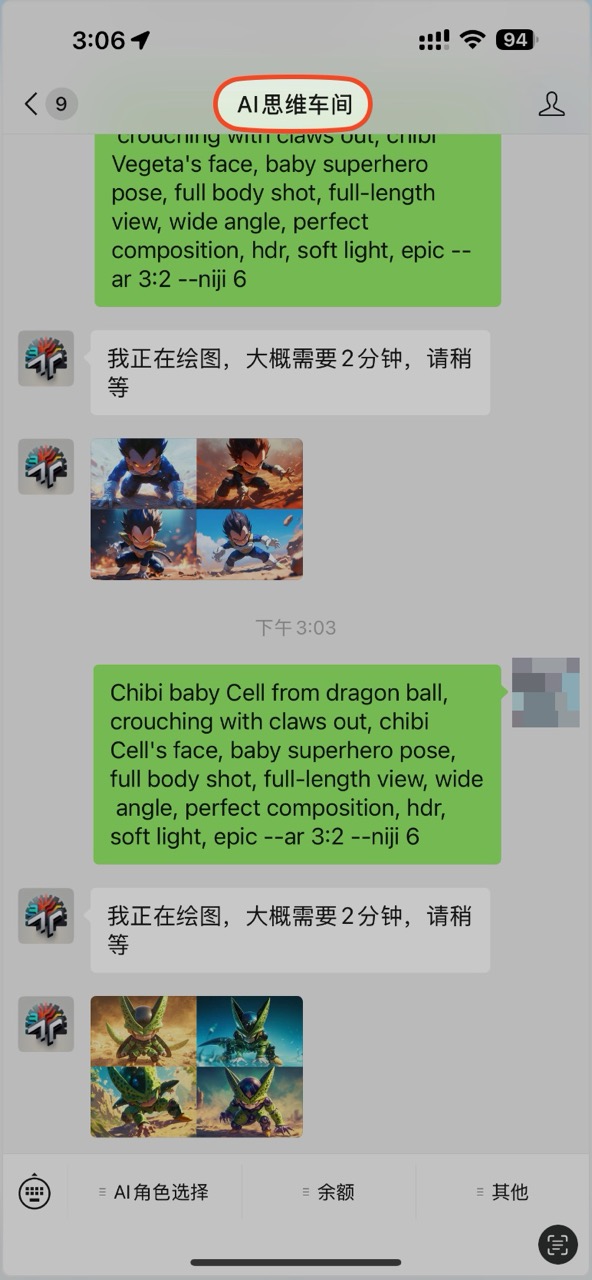 3:06
94
9
AI思维车间
crouching with claws out, chibi
Vegeta's face, baby superhero
pose, full body shot, full-length
view, wide angle, perfect
composition, hdr, soft light, epic --
ar 3:2 --niji 6
我正在绘图，大概需要2分钟，请稍
等
下午3:03
Chibi baby Cell from dragon ball,
crouching with claws out, chibi
Cell's face, baby superhero pose,
full body shot, full-length view, wide
angle, perfect composition, hdr,
soft light, epic --ar 3:2 --niji 6
我正在绘图，大概需要2分钟，请稍
等
AI角色选择
余额
其他